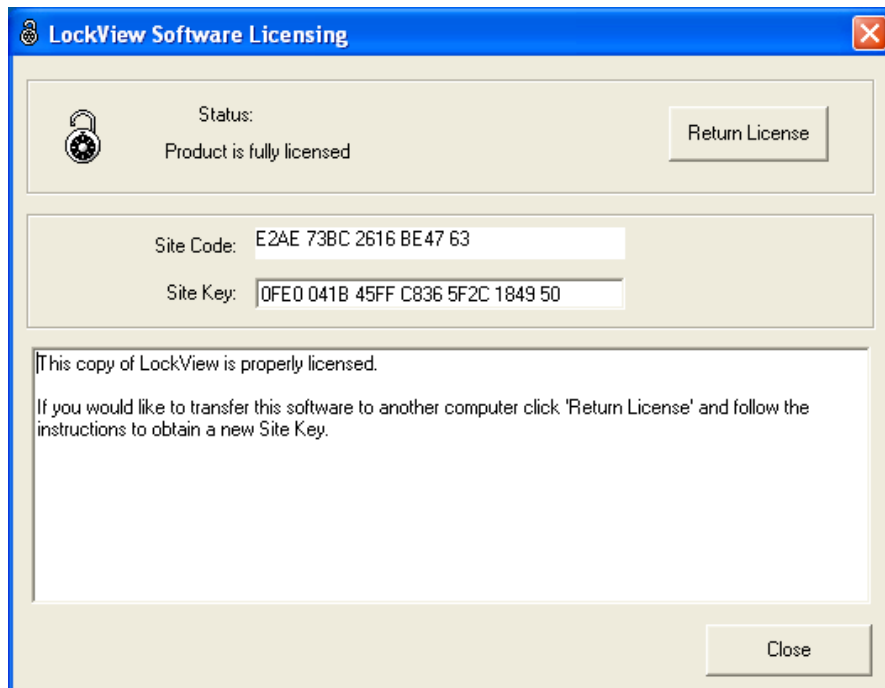 LockView Software Licensing
Status:
Product is fully licensed
Return License
Site Code: E2AE 73BC 2616 BE47 63
Site Key: 0FE0 041B 45FF C836 5F2C 1849 50
This copy of LockView is properly licensed.
If you would like to transfer this software to another computer click 'Return License' and follow the
instructions to obtain a new Site Key.
Close